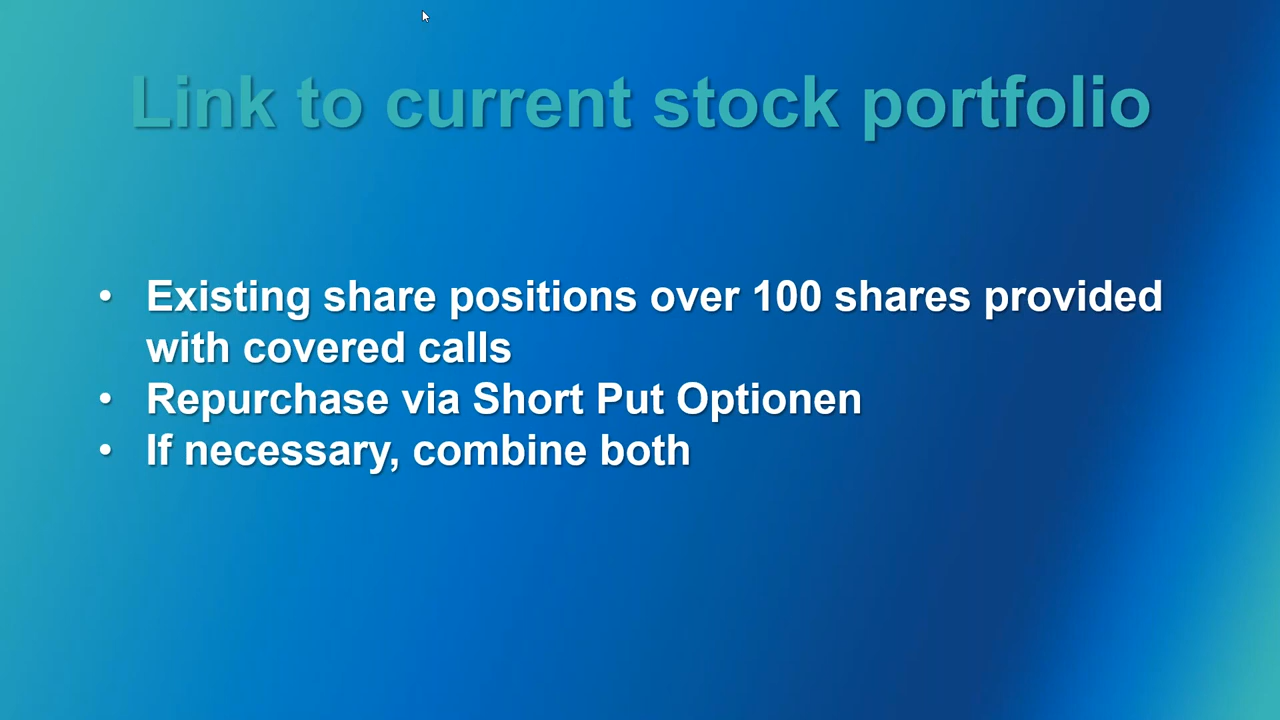 Link to current stock portfolio
• Existing share positions over 100 shares provided
with covered calls
• Repurchase via Short Put Optionen
• If necessary, combine both